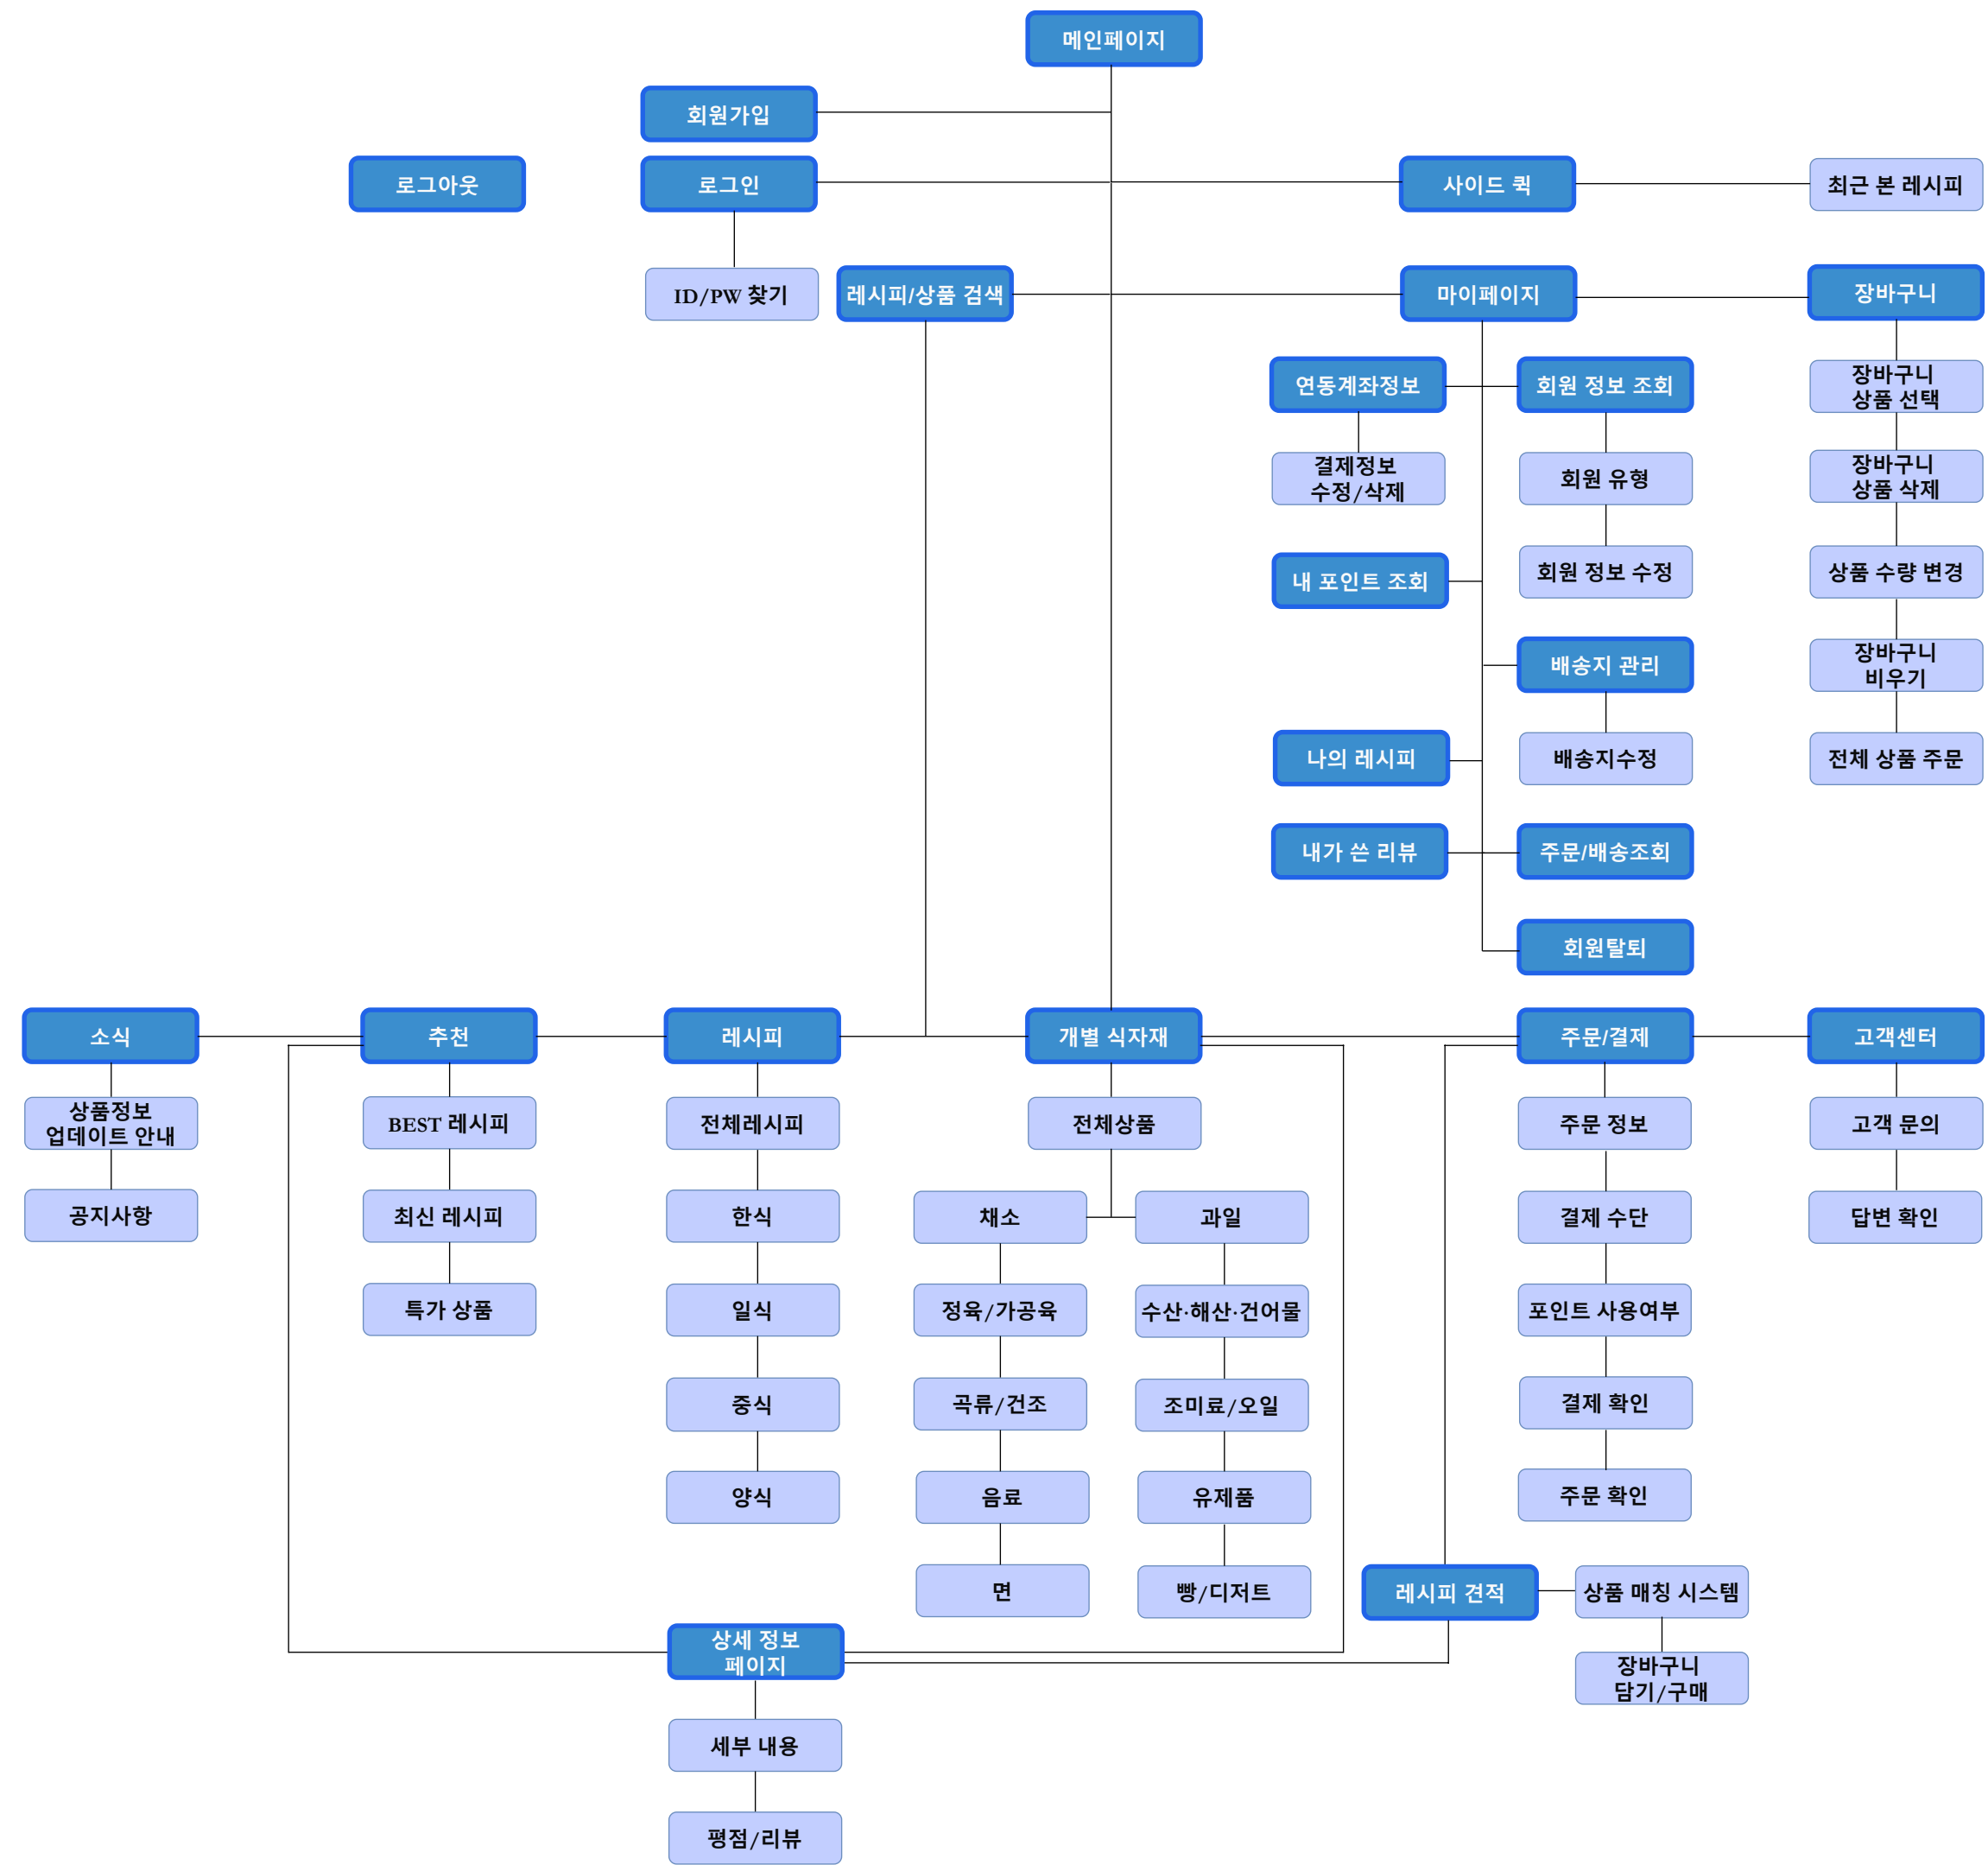 메인페이지
회원가입
로그아웃
로그인
사이드 퀵
최근 본 레시피
ID/PW 찾기
레시피/상품 검색
마이페이지
장바구니
연동계좌정보
회원 정보 조회
장바구니
상품 선택
결제정보
수정/삭제
회원 유형
장바구니
상품 삭제
내 포인트 조회
회원 정보 수정
상품 수량 변경
배송지 관리
장바구니
비우기
나의 레시피
배송지수정
전체 상품 주문
내가 쓴 리뷰
주문/배송조회
회원탈퇴
소식
추천
레시피
개별 식자재
주문/결제
고객센터
상품정보
업데이트 안내
BEST 레시피
전체레시피
전체상품
주문 정보
고객 문의
공지사항
최신 레시피
한식
채소
과일
결제 수단
답변 확인
특가 상품
일식
정육/가공육
수산·해산·건어물
포인트 사용여부
중식
곡류/건조
조미료/오일
결제 확인
양식
음료
유제품
주문 확인
면
빵/디저트
레시피 견적
상품 매칭 시스템
상세 정보
페이지
장바구니
담기/구매
세부 내용
평점/리뷰